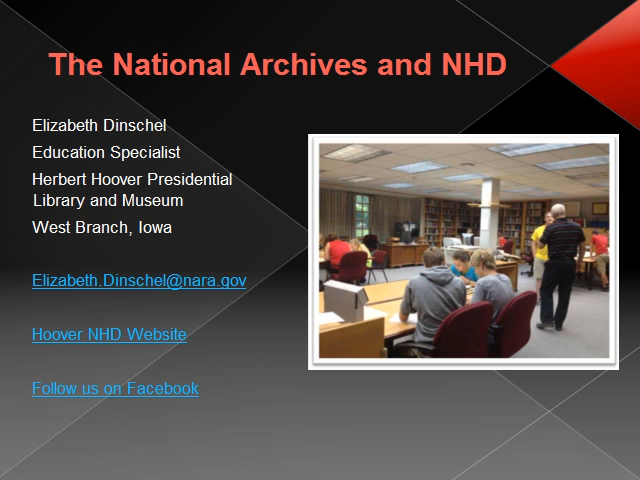 The National Archives and NHD
Elizabeth Dinschel
Education Specialist
Herbert Hoover Presidential
Library and Museum
West Branch, Iowa
Elizabeth.Dinschel@nara.gov
Hoover NHD Website
Follow us on Facebook